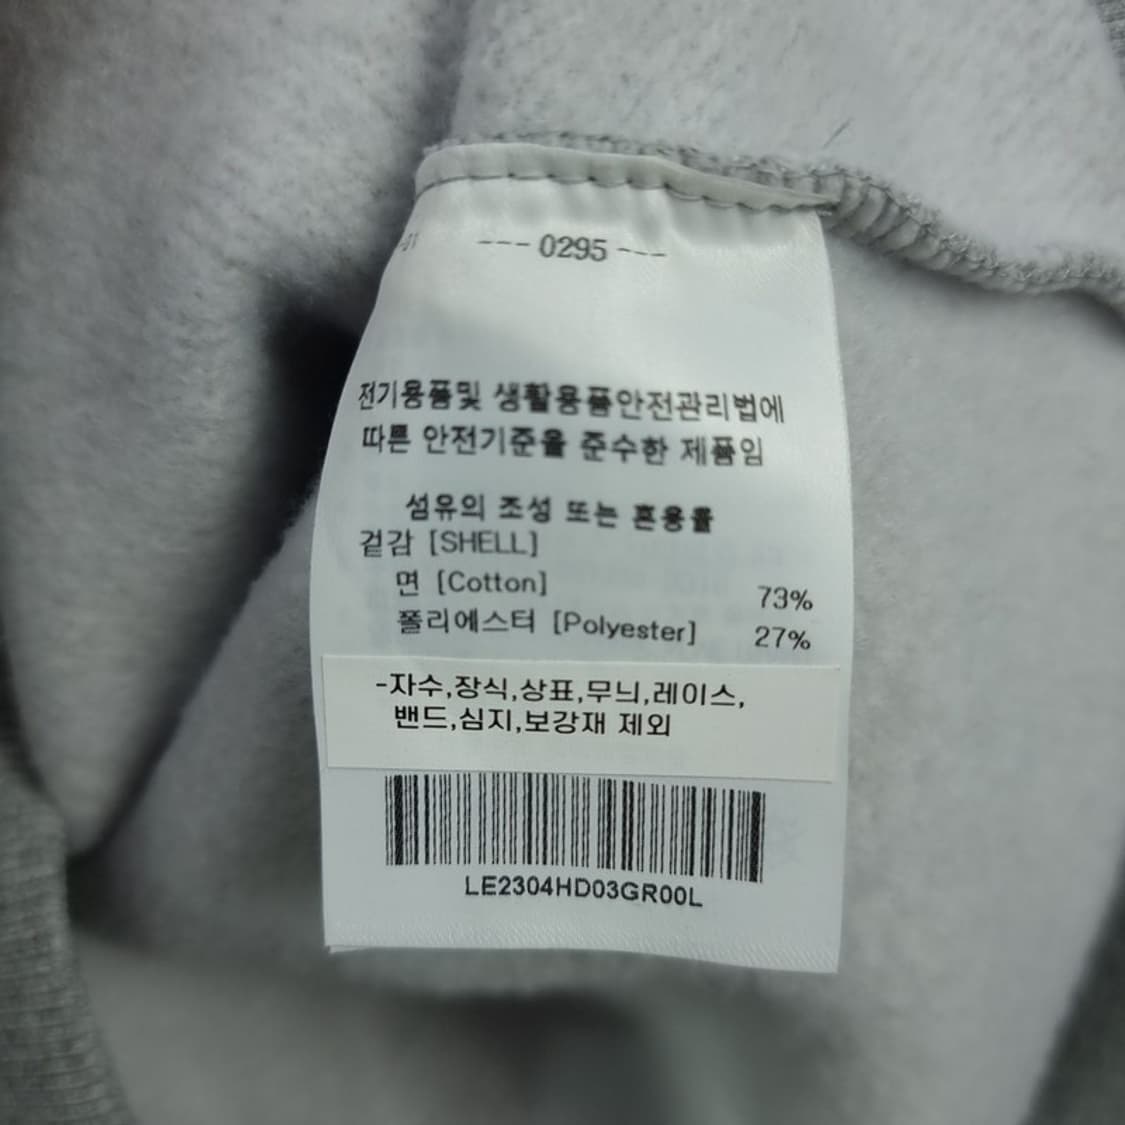 --- 0295 ---
전기용품및 생활용품안전관리법에
따른 안전기준을 준수한 제품임
섬유의 조성 또는 혼용률
겉감 [SHELL]
면 [Cotton] 73%
폴리에스터 [Polyester] 27%
-자수,장식,상표,무늬,레이스,
밴드,심지,보강재 제외
LE2304HD03GR00L